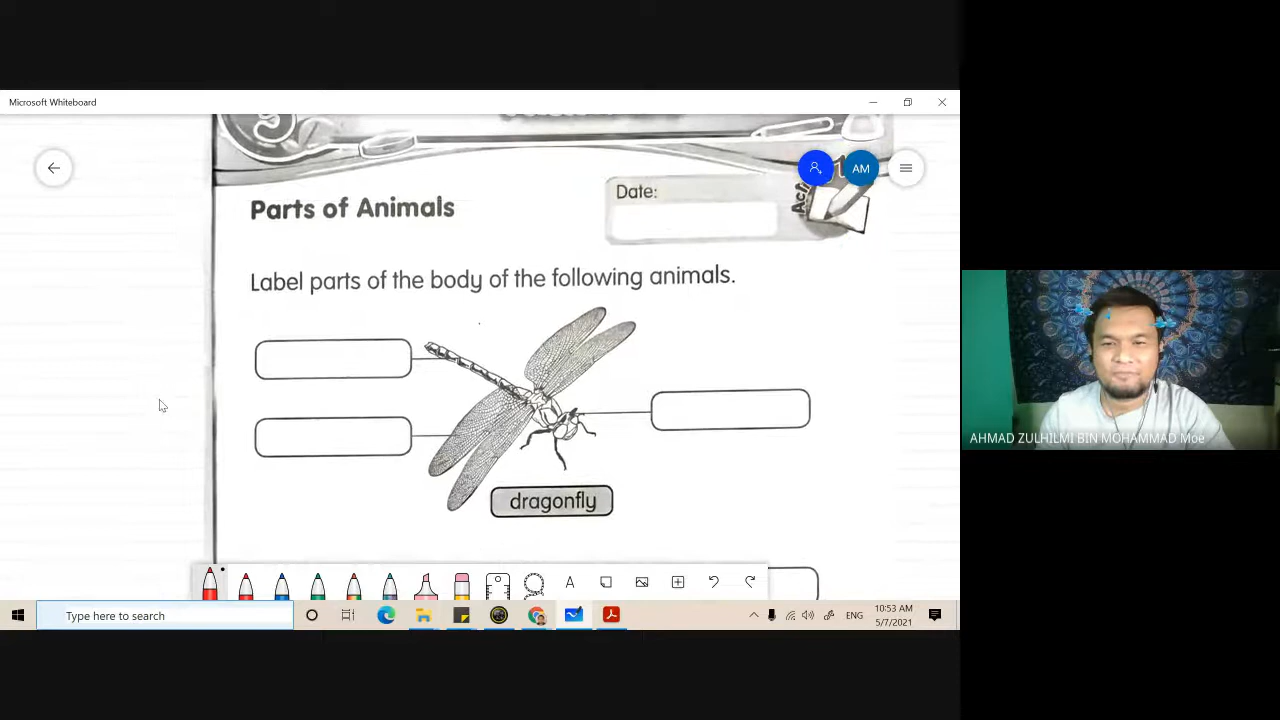 Microsoft Whiteboard
AM
Parts of Animals
Date:
Label parts of the body of the following animals.
dragonfly
A
Type here to search
ENG
10:53 AM
5/7/2021
AHMAD ZULHILMI BIN MOHAMMAD Moe